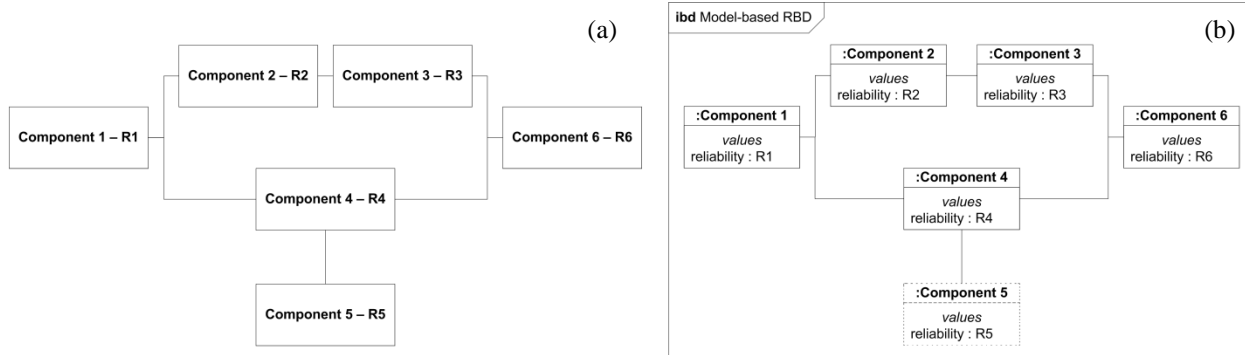 (a)
Component 2 – R2
Component 3 – R3
Component 1 – R1
Component 6 – R6
Component 4 – R4
Component 5 – R5
ibd Model-based RBD
(b)
:Component 2
values
reliability : R2
:Component 3
values
reliability : R3
:Component 1
values
reliability : R1
:Component 6
values
reliability : R6
:Component 4
values
reliability : R4
:Component 5
values
reliability : R5